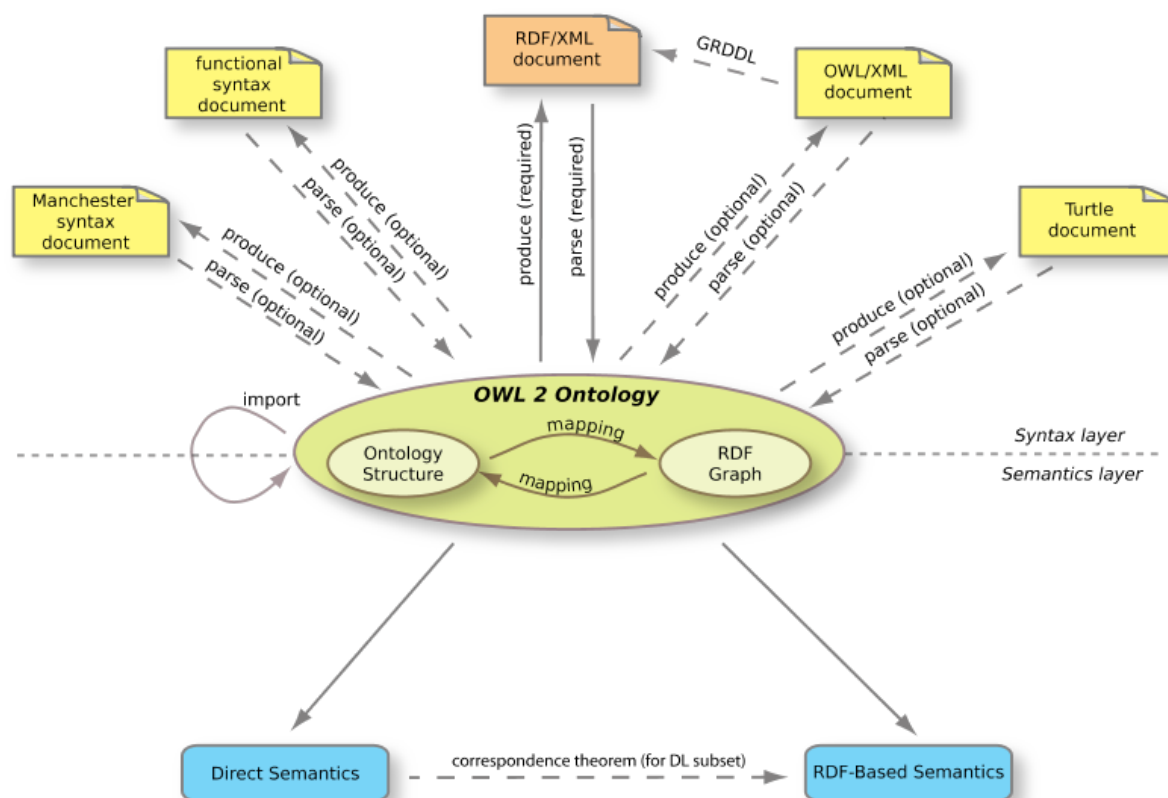 RDF/XML
document
GRDDL
functional
syntax
document
OWL/XML
document
Manchester
syntax
document
Turtle
document
produce (optional)
parse (optional)
produce (optional)
parse (optional)
produce (required)
parse (required)
produce (optional)
parse (optional)
produce (optional)
parse (optional)
import
OWL 2 Ontology
mapping
Ontology
Structure
RDF
Graph
mapping
Syntax layer
Semantics layer
Direct Semantics
correspondence theorem (for DL subset)
RDF-Based Semantics